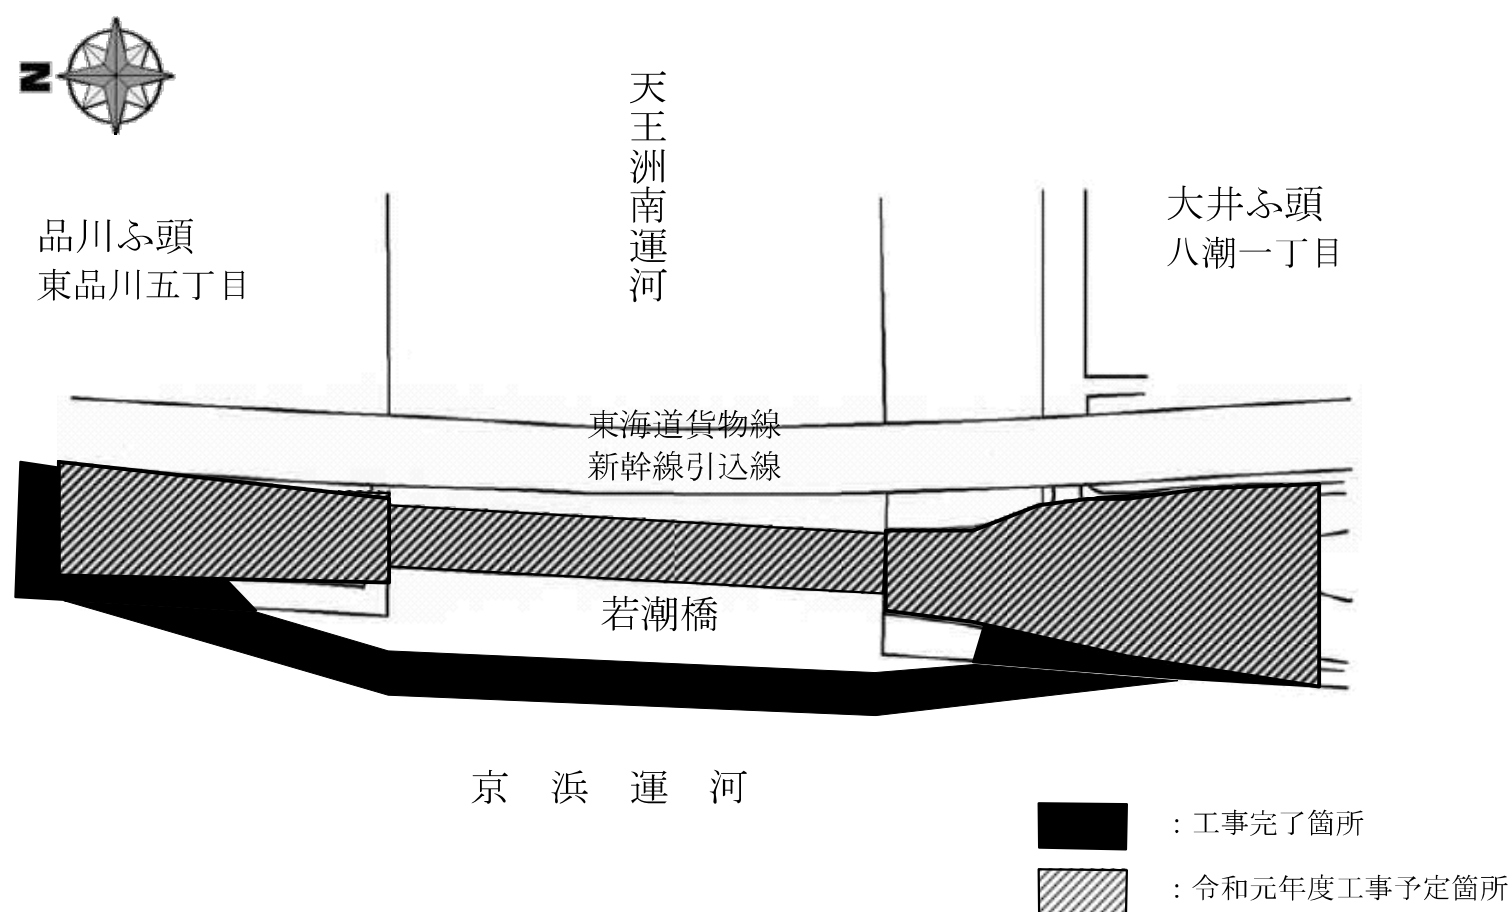 N
天王洲南運河
品川ふ頭
東品川五丁目
大井ふ頭
八潮一丁目
東海道貨物線
新幹線引込線
若潮橋
京浜運河
：工事完了箇所
：令和元年度工事予定箇所